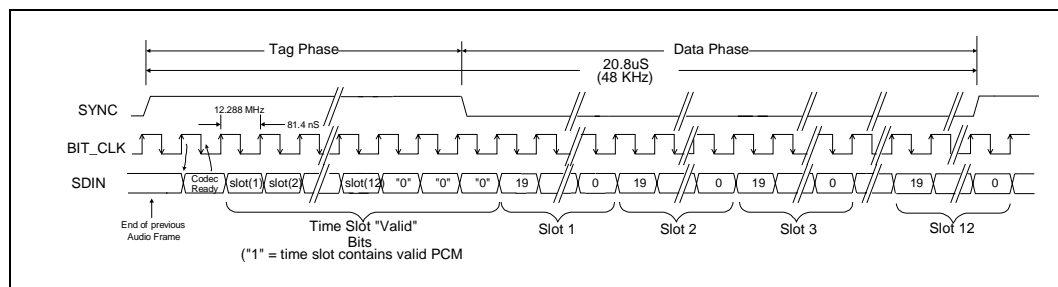 Tag Phase
Data Phase
20.8uS
(48 KHz)
SYNC
12.288 MHz
81.4 nS
BIT_CLK
SDIN
Codec
Ready
slot(1)
slot(2)
slot(12)
"0"
"0"
"0"
19
0
19
0
19
0
19
0
End of previous
Audio Frame
Time Slot "Valid"
Bits
("1" = time slot contains valid PCM
Slot 1
Slot 2
Slot 3
Slot 12